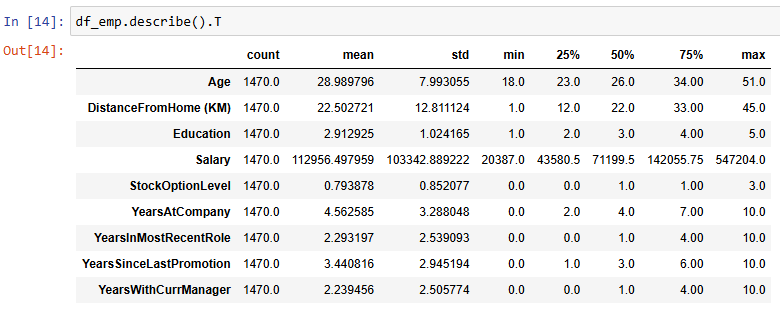 In [14]: df_emp.describe().T
Out[14]:
count mean std min 25% 50% 75% max
Age 1470.0 28.989796 7.993055 18.0 23.0 26.0 34.00 51.0
DistanceFromHome (KM) 1470.0 22.502721 12.811124 1.0 12.0 22.0 33.00 45.0
Education 1470.0 2.912925 1.024165 1.0 2.0 3.0 4.00 5.0
Salary 1470.0 112956.497959 103342.889222 20387.0 43580.5 71199.5 142055.75 547204.0
StockOptionLevel 1470.0 0.793878 0.852077 0.0 0.0 1.0 1.00 3.0
YearsAtCompany 1470.0 4.562585 3.288048 0.0 2.0 4.0 7.00 10.0
YearsInMostRecentRole 1470.0 2.293197 2.539093 0.0 0.0 1.0 4.00 10.0
YearsSinceLastPromotion 1470.0 3.440816 2.945194 0.0 1.0 3.0 6.00 10.0
YearsWithCurrManager 1470.0 2.239456 2.505774 0.0 0.0 1.0 4.00 10.0